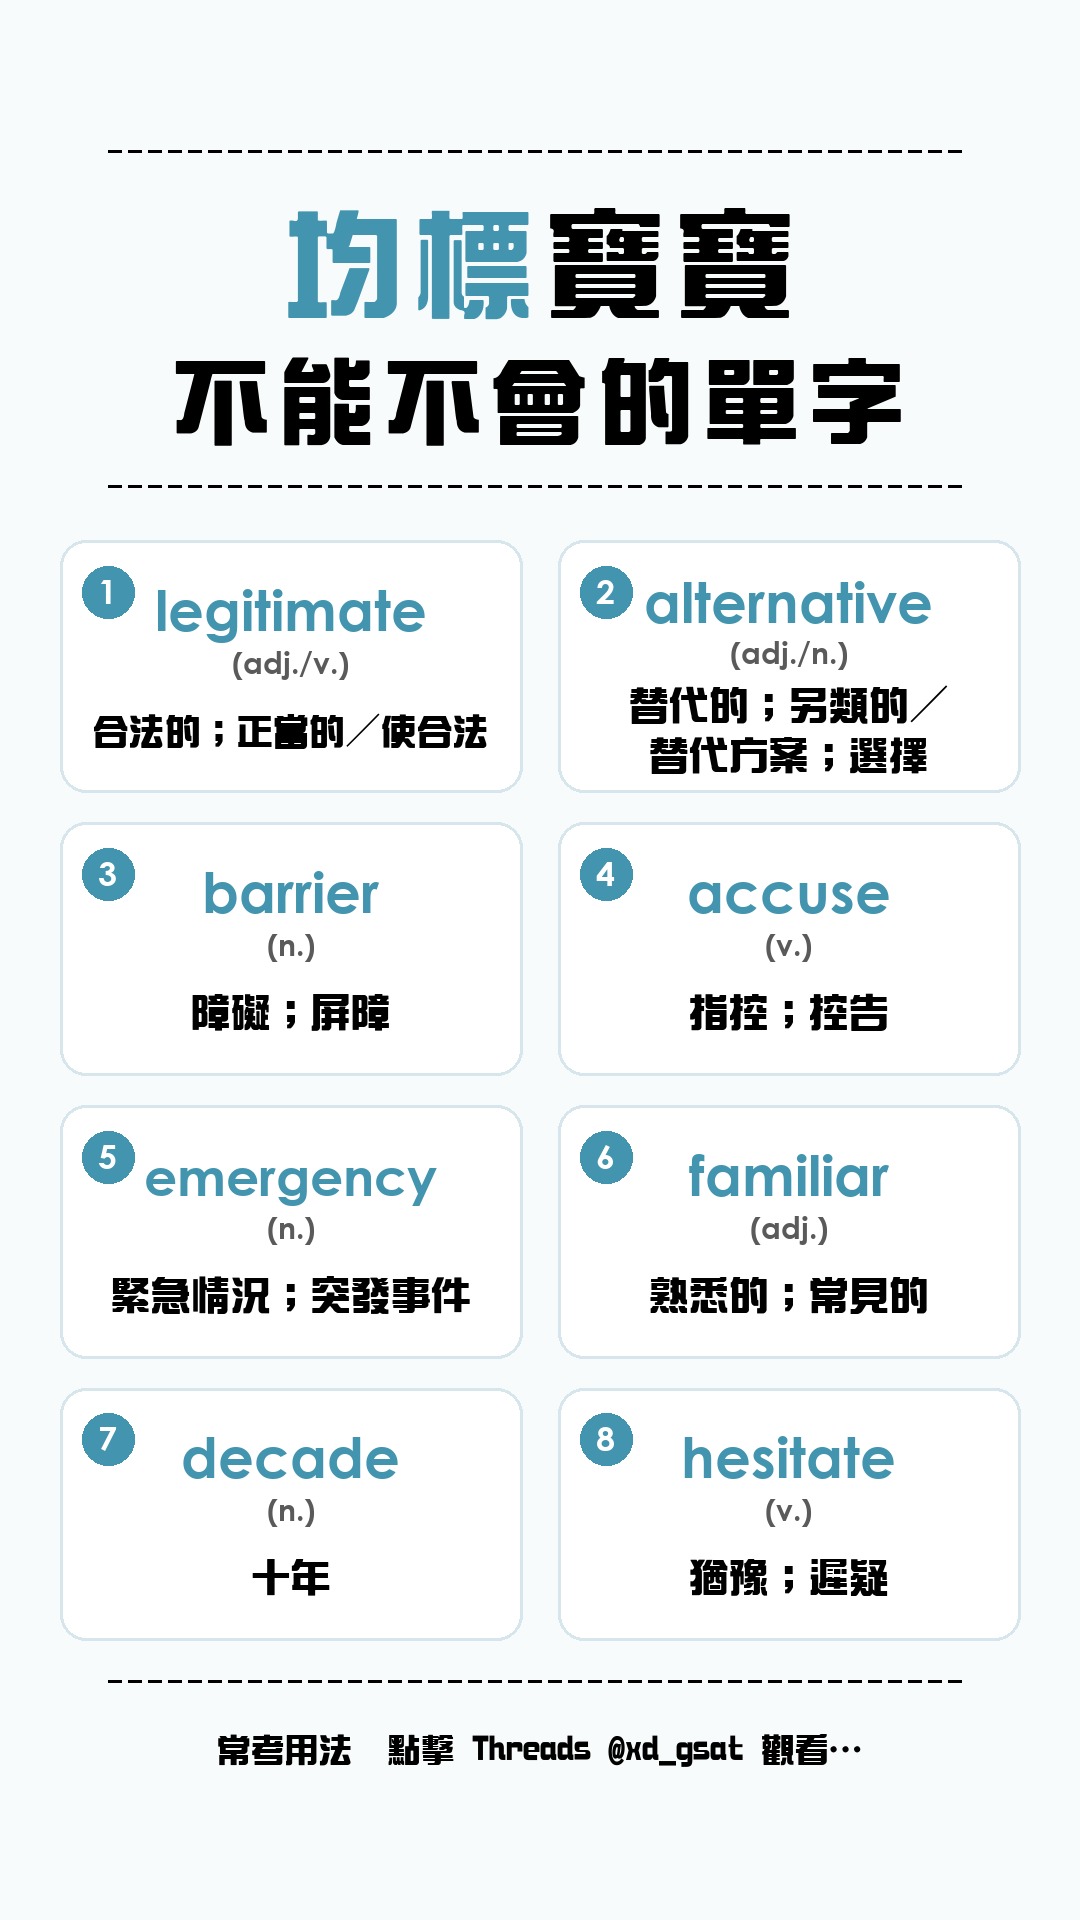 均標寶寶
不能不會的單字
1
legitimate
(adj./v.)
合法的；正當的／使合法
2
alternative
(adj./n.)
替代的；另類的／
替代方案；選擇
3
barrier
(n.)
障礙；屏障
4
accuse
(v.)
指控；控告
5
emergency
(n.)
緊急情況；突發事件
6
familiar
(adj.)
熟悉的；常見的
7
decade
(n.)
十年
8
hesitate
(v.)
猶豫；遲疑
常考用法　點擊 Threads @xd_gsat 觀看…